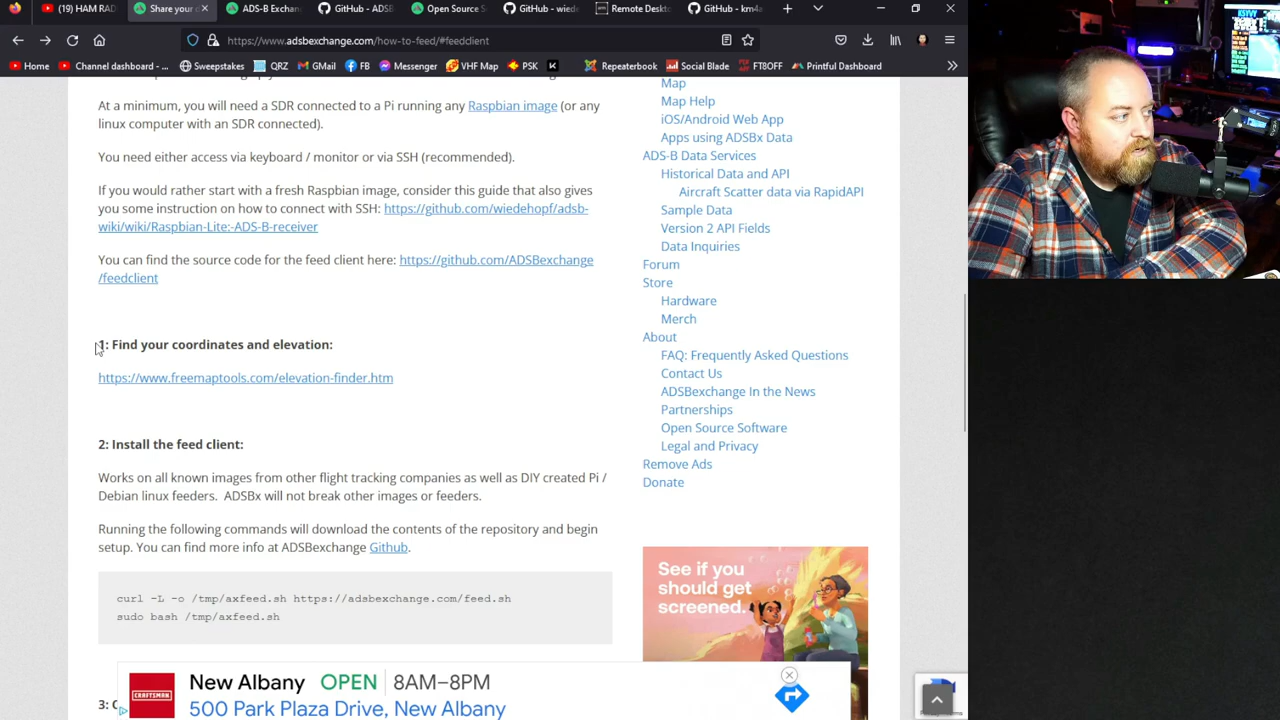 (19) HAM RAD
Share your
ADS-B Exchan
GitHub - ADSB
Open Source S
GitHub - wiede
Remote Deskto
GitHub - km4a
https://www.adsbexchange.com/how-to-feed/#feedclient
Home
Channel dashboard - ...
Sweepstakes
QRZ
GMail
FB
Messenger
HF Map
PSK
K
Repeaterbook
Social Blade
FT8OFF
Printful Dashboard
At a minimum, you will need a SDR connected to a Pi running any Raspbian image (or any
linux computer with an SDR connected).
You need either access via keyboard / monitor or via SSH (recommended).
If you would rather start with a fresh Raspbian image, consider this guide that also gives
you some instruction on how to connect with SSH: https://github.com/wiedehopf/adsb-
wiki/wiki/Raspbian-Lite:-ADS-B-receiver
You can find the source code for the feed client here: https://github.com/ADSBexchange
/feedclient
1: Find your coordinates and elevation:
https://www.freemaptools.com/elevation-finder.htm
2: Install the feed client:
Works on all known images from other flight tracking companies as well as DIY created Pi /
Debian linux feeders. ADSBx will not break other images or feeders.
Running the following commands will download the contents of the repository and begin
setup. You can find more info at ADSBexchange Github.
curl -L -o /tmp/axfeed.sh https://adsbexchange.com/feed.sh
sudo bash /tmp/axfeed.sh
3: C
Map
Map Help
iOS/Android Web App
Apps using ADSBx Data
ADS-B Data Services
Historical Data and API
Aircraft Scatter data via RapidAPI
Sample Data
Version 2 API Fields
Data Inquiries
Forum
Store
Hardware
Merch
About
FAQ: Frequently Asked Questions
Contact Us
ADSBexchange In the News
Partnerships
Open Source Software
Legal and Privacy
Remove Ads
Donate
See if you
should get
screened.
CRAFTSMAN
New Albany OPEN 8AM–8PM
500 Park Plaza Drive, New Albany